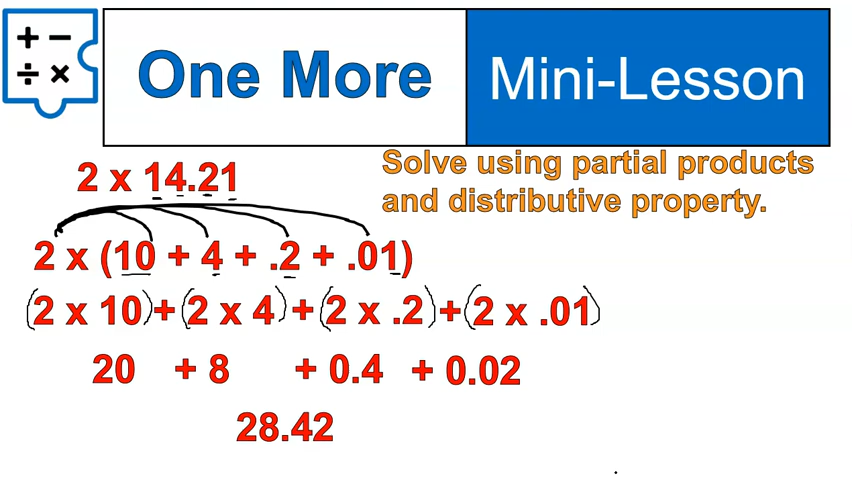 + −
÷ ×
One More Mini-Lesson
Solve using partial products
and distributive property.
2 x 14.21
2 x (10 + 4 + .2 + .01)
(2 x 10) + (2 x 4) + (2 x .2) + (2 x .01)
20 + 8 + 0.4 + 0.02
28.42